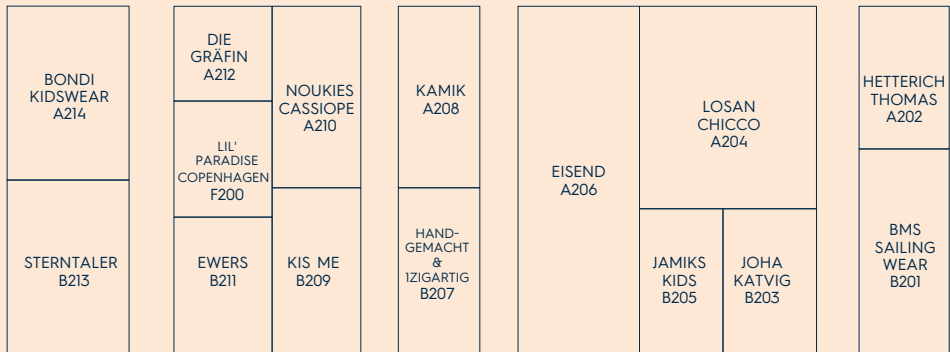 BONDI
KIDSWEAR
A214
STERNTALER
B213
DIE
GRÄFIN
A212
LIL'
PARADISE
COPENHAGEN
F200
EWERS
B211
NOUKIES
CASSIOPE
A210
KIS ME
B209
KAMIK
A208
HAND-
GEMACHT
&
1ZIGARTIG
B207
EISEND
A206
LOSAN
CHICCO
A204
JAMIKS
KIDS
B205
JOHA
KATVIG
B203
HETTERICH
THOMAS
A202
BMS
SAILING
WEAR
B201